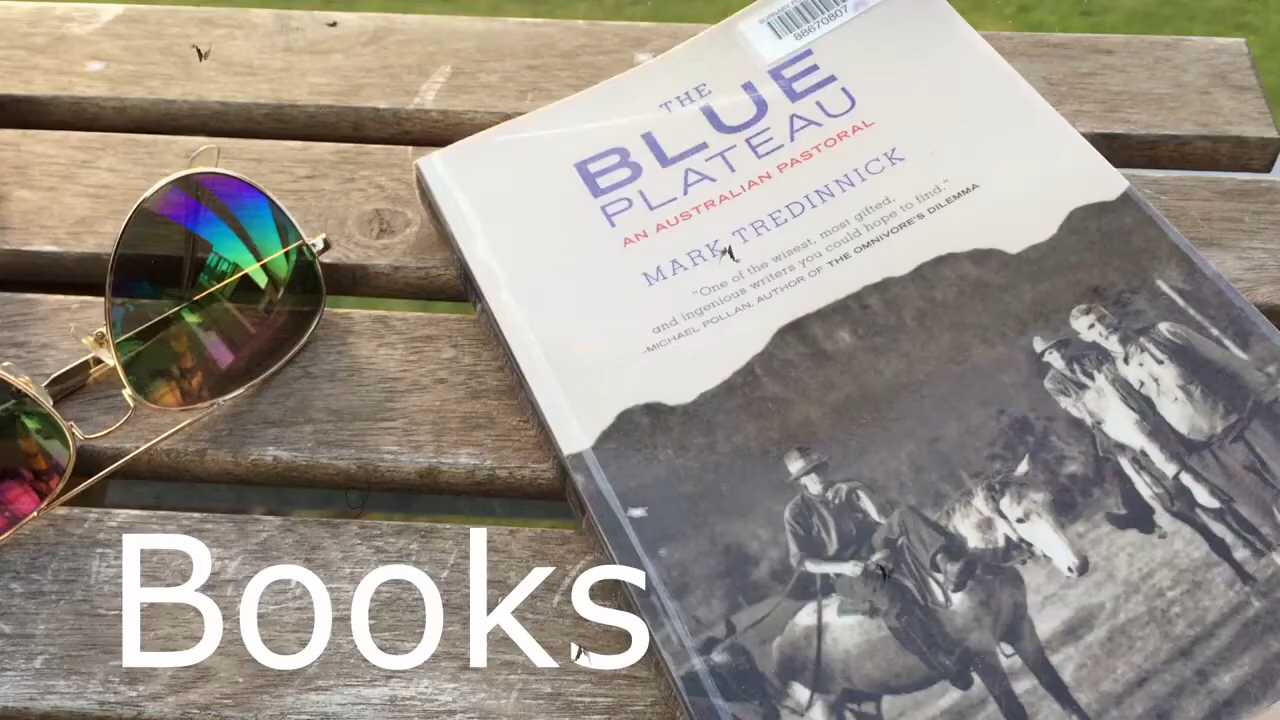 88670807
THE
BLUE
PLATEAU
AN AUSTRALIAN PASTORAL
MARK TREDINNICK
"One of the wisest, most gifted,
and ingenious writers you could hope to find."
-MICHAEL POLLAN, AUTHOR OF THE OMNIVORE'S DILEMMA
Books